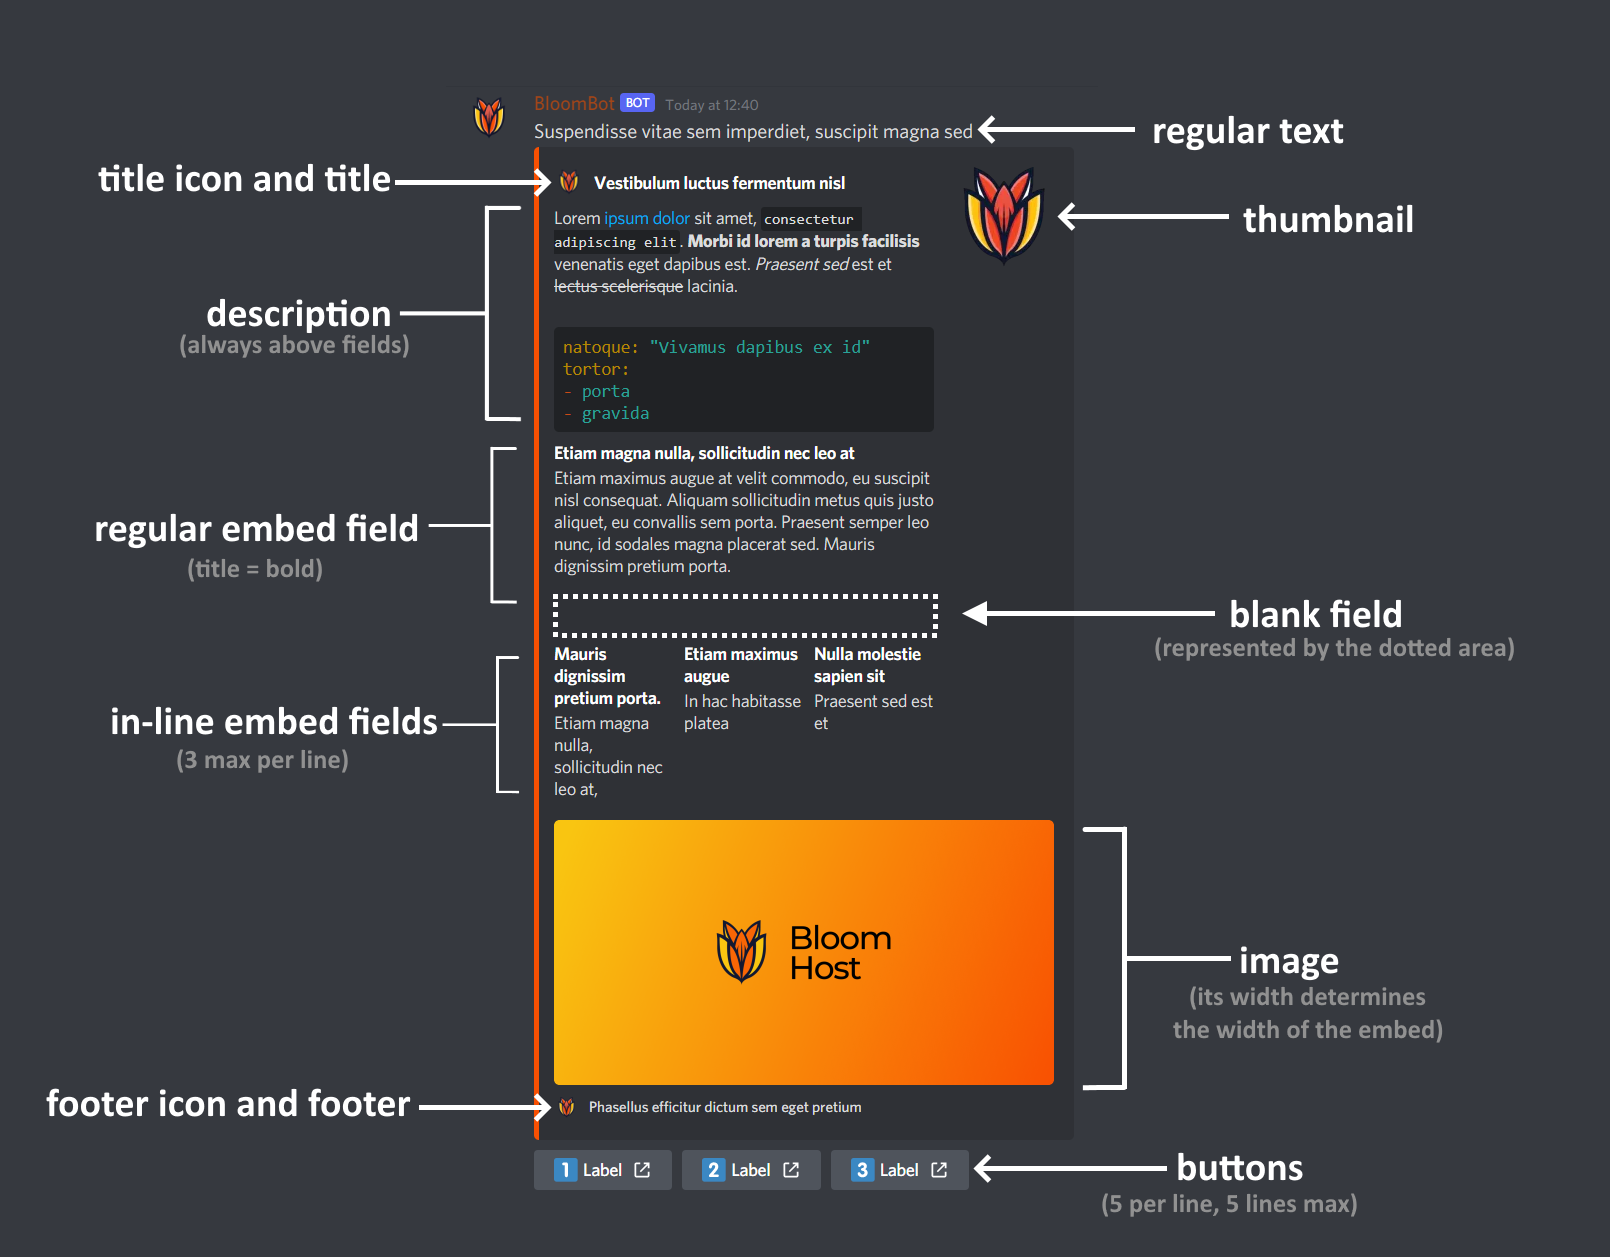 BloomBot BOT Today at 12:40
Suspendisse vitae sem imperdiet, suscipit magna sed
regular text
title icon and title
Vestibulum luctus fermentum nisl
thumbnail
Lorem ipsum dolor sit amet, consectetur
adipiscing elit. Morbi id lorem a turpis facilisis
venenatis eget dapibus est. Praesent sed est et
lectus scelerisque lacinia.
description
(always above fields)
natoque: "Vivamus dapibus ex id"
tortor:
- porta
- gravida
regular embed field
(title = bold)
Etiam magna nulla, sollicitudin nec leo at
Etiam maximus augue at velit commodo, eu suscipit
nisl consequat. Aliquam sollicitudin metus quis justo
aliquet, eu convallis sem porta. Praesent semper leo
nunc, id sodales magna placerat sed. Mauris
dignissim pretium porta.
blank field
(represented by the dotted area)
in-line embed fields
(3 max per line)
Mauris
dignissim
pretium porta.
Etiam magna
nulla,
sollicitudin nec
leo at,
Etiam maximus
augue
In hac habitasse
platea
Nulla molestie
sapien sit
Praesent sed est
et
Bloom
Host
image
(its width determines
the width of the embed)
footer icon and footer
Phasellus efficitur dictum sem eget pretium
1 Label
2 Label
3 Label
buttons
(5 per line, 5 lines max)